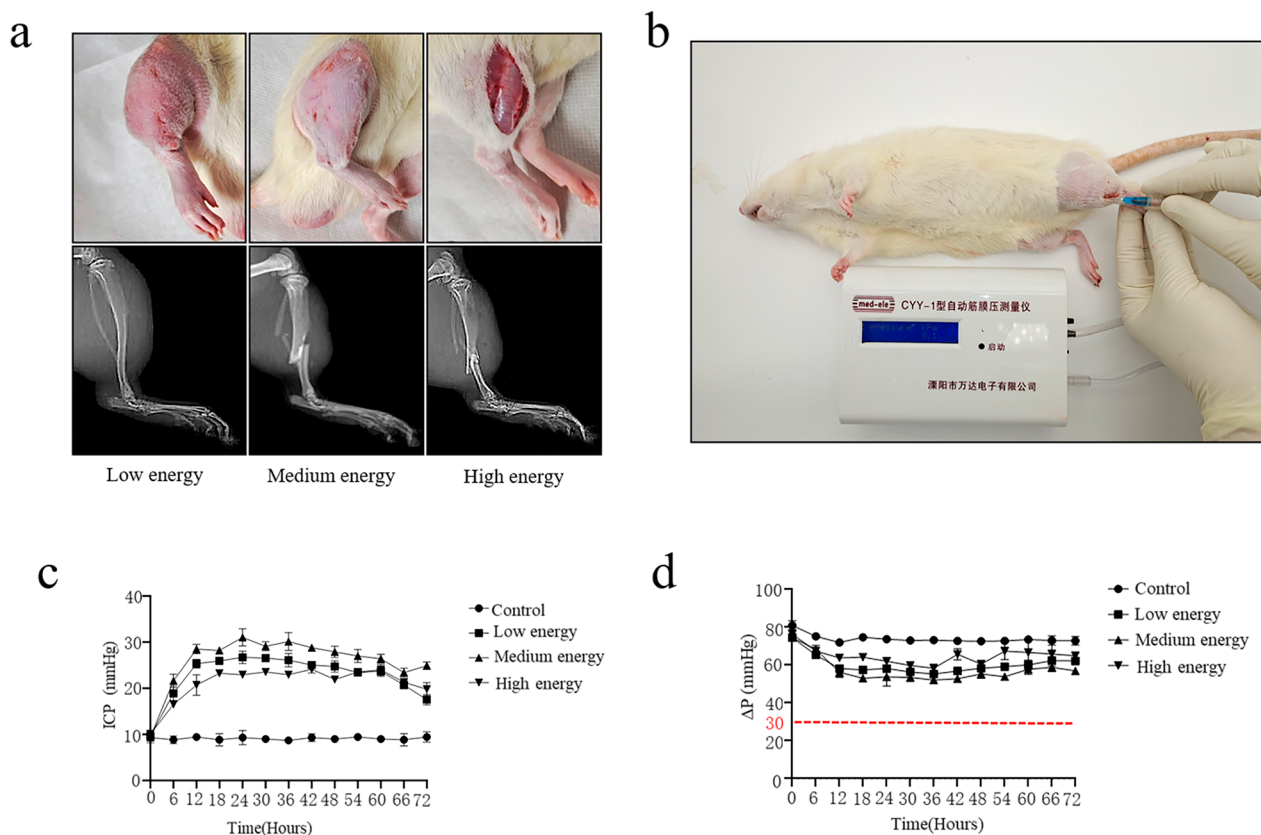 a
Low energy
Medium energy
High energy
b
med-ele
CYY-1型自动筋膜压测量仪
启动
溧阳市万达电子有限公司
c
ICP (mmHg)
40
30
20
10
0
0 6 12 18 24 30 36 42 48 54 60 66 72
Time(Hours)
Control
Low energy
Medium energy
High energy
d
ΔP (mmHg)
100
80
60
40
30
20
0
0 6 12 18 24 30 36 42 48 54 60 66 72
Time(Hours)
Control
Low energy
Medium energy
High energy